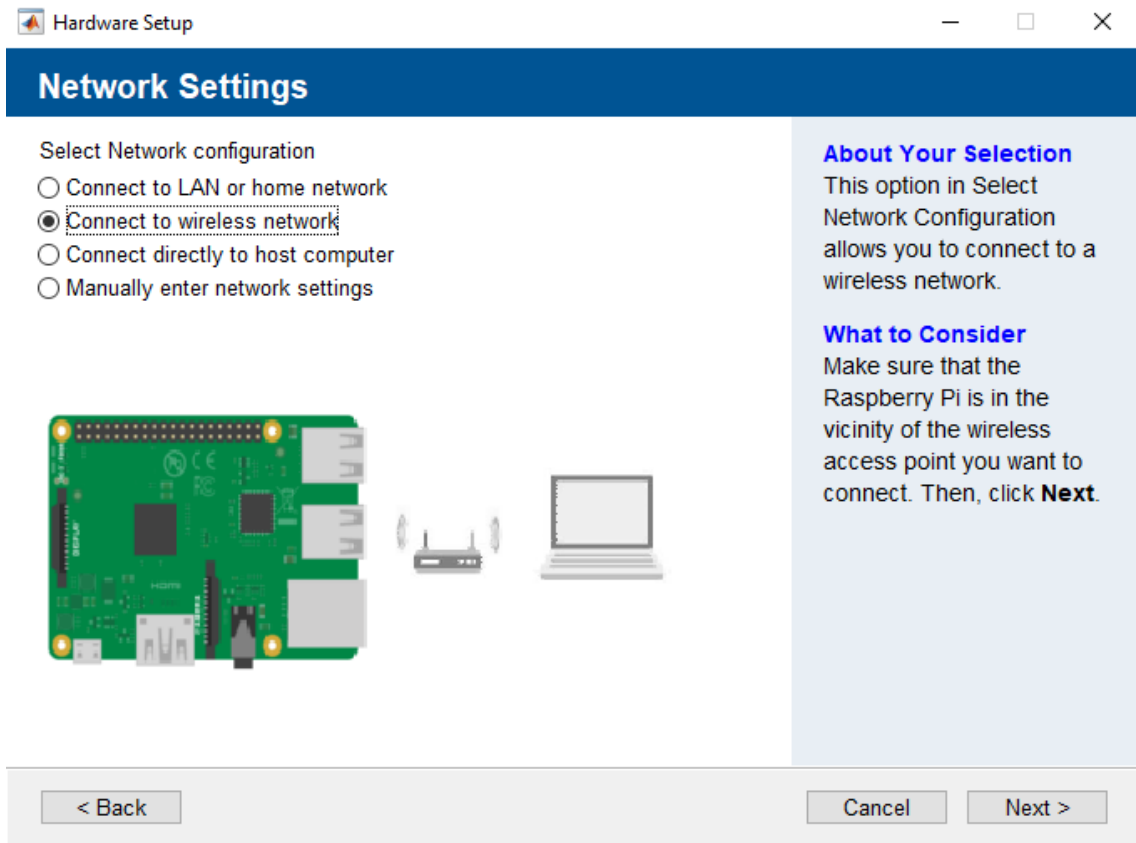 Hardware Setup
Network Settings
Select Network configuration
Connect to LAN or home network
Connect to wireless network
Connect directly to host computer
Manually enter network settings
About Your Selection
This option in Select
Network Configuration
allows you to connect to a
wireless network.
What to Consider
Make sure that the
Raspberry Pi is in the
vicinity of the wireless
access point you want to
connect. Then, click Next.
HDMI
< Back
Cancel
Next >